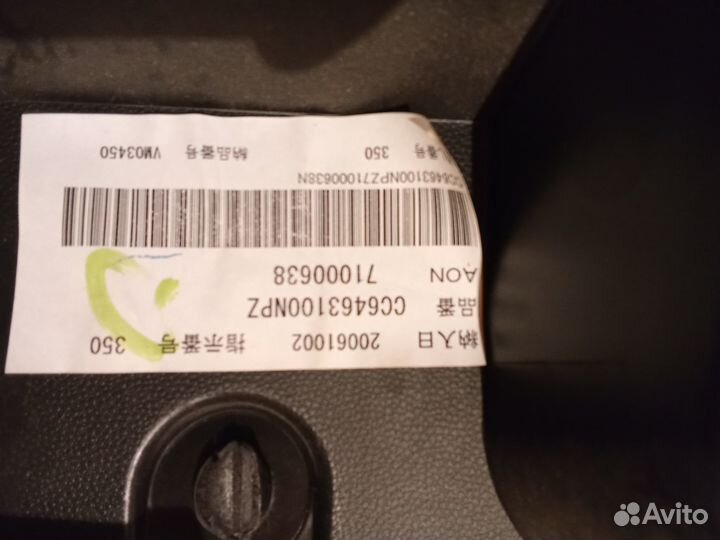 納入日 20061002 指示番号 350
品番 CC6463100NPZ
AON 71000638
CC6463100NPZ71000638N
番号 350 納品番号 VM03450
Avito